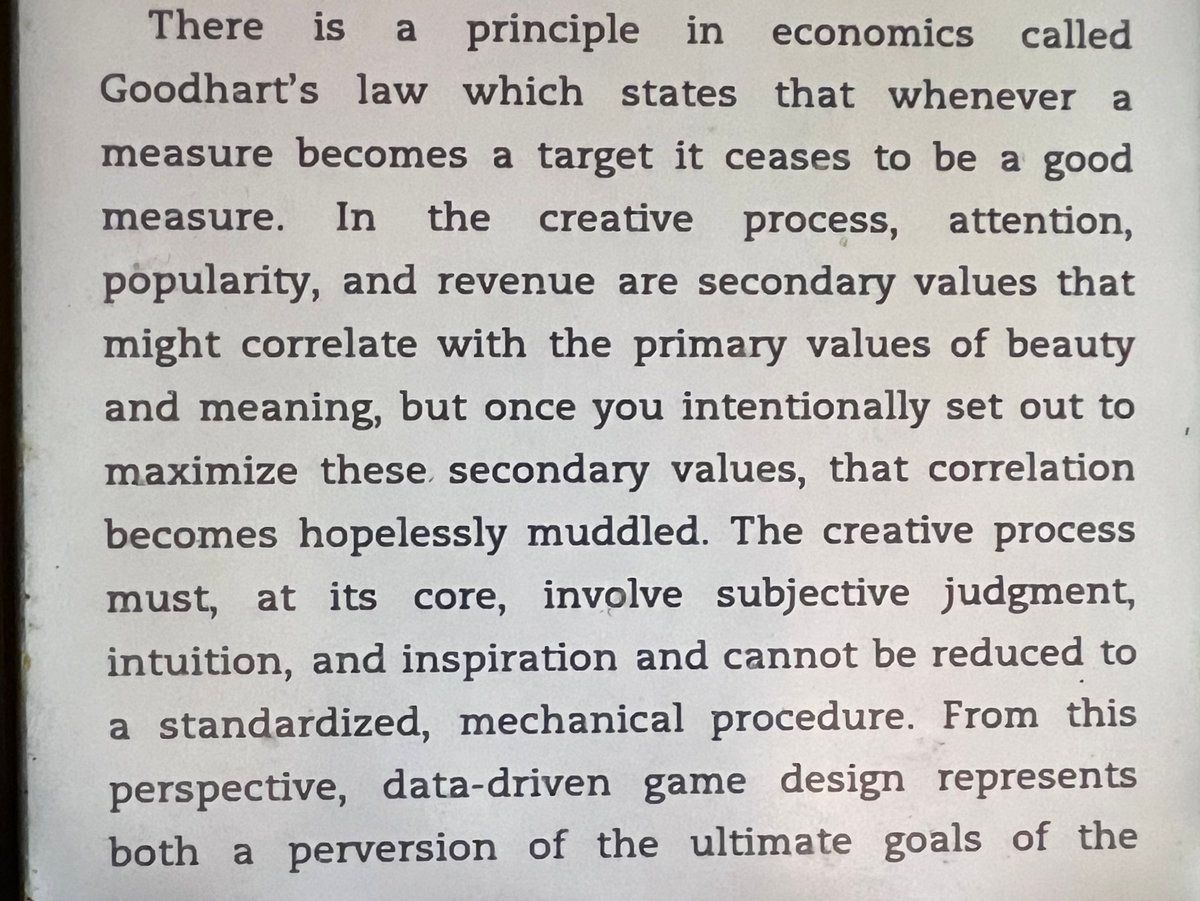 There is a principle in economics called
Goodhart's law which states that whenever a
measure becomes a target it ceases to be a good
measure. In the creative process, attention,
popularity, and revenue are secondary values that
might correlate with the primary values of beauty
and meaning, but once you intentionally set out to
maximize these secondary values, that correlation
becomes hopelessly muddled. The creative process
must, at its core, involve subjective judgment,
intuition, and inspiration and cannot be reduced to
a standardized, mechanical procedure. From this
perspective, data-driven game design represents
both a perversion of the ultimate goals of the